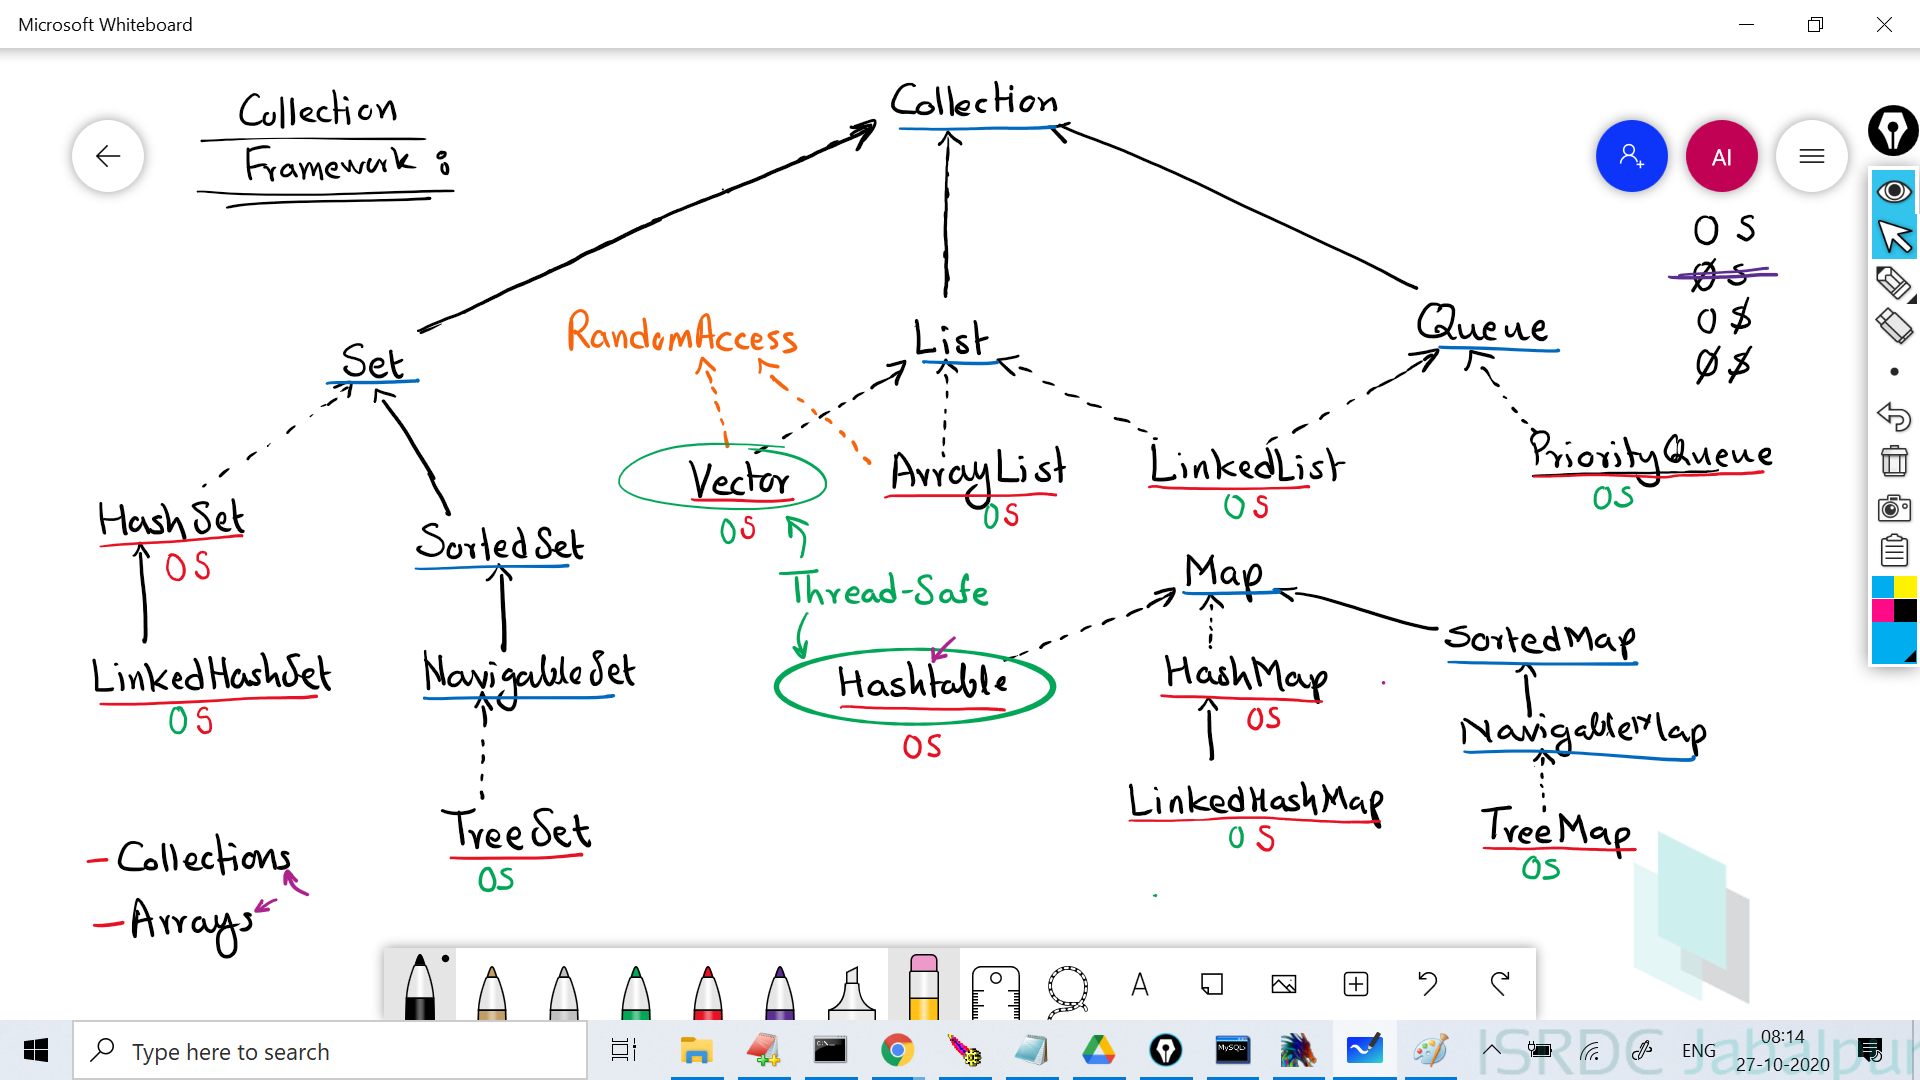 Microsoft Whiteboard
Collection
Framework :
Collection
AI
O S
Ø S
O $
Ø $
RandomAccess
Set
List
Queue
HashSet
O S
SortedSet
Vector
O S
ArrayList
O S
LinkedList
O S
PriorityQueue
O S
Thread-Safe
Map
SortedMap
LinkedHashSet
O S
NavigableSet
Hashtable
O S
HashMap
O S
NavigableMap
TreeSet
O S
LinkedHashMap
O S
TreeMap
O S
- Collections
- Arrays
A
Type here to search
MySQL
ENG
08:14
27-10-2020
ISRDC Jabalpur